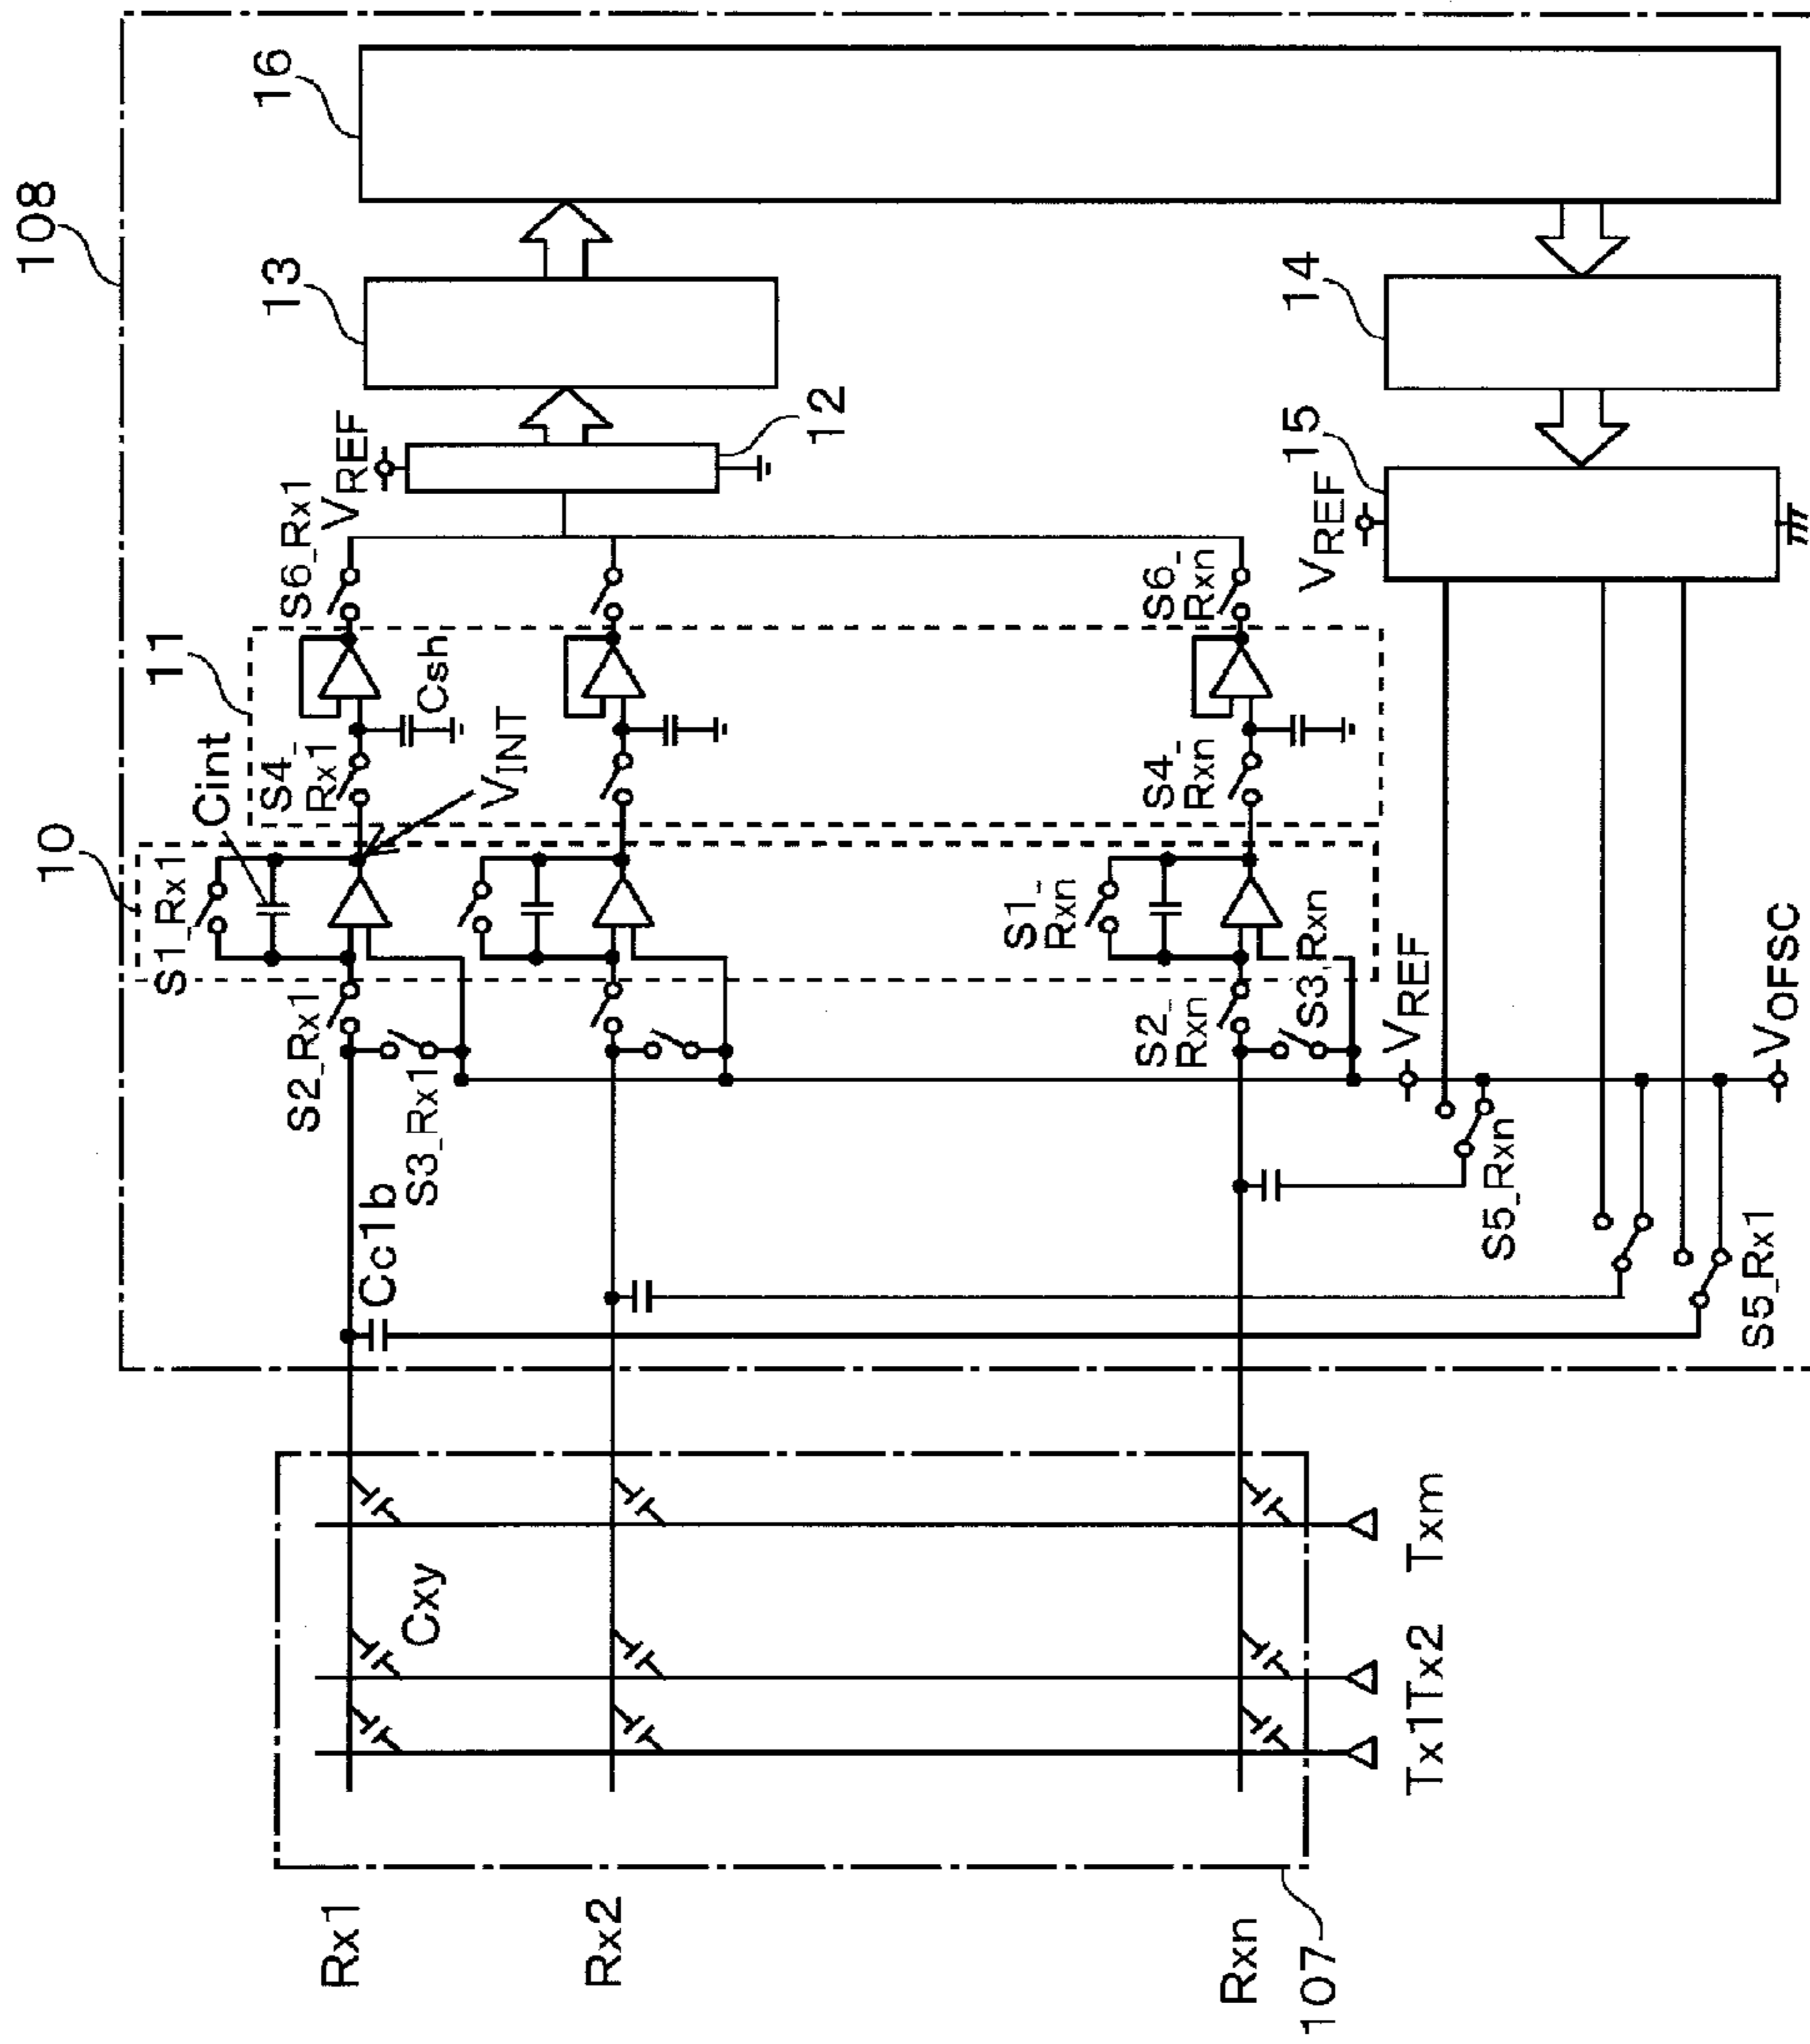 108
16
13
14
V REF
12
15
S6_Rx1
VREF
S6_
Rxn
11
Csh
S4_
Rx1
Cint
VINT
S4_
Rxn
10
S1_Rx1
S1_
Rxn
S2_Rx1
S2_
Rxn
S3_Rxn
VREF
VOFSC
S3_Rx1
Cc1b
S5_Rxn
S5_Rx1
Cxy
Txm
Tx1Tx2
Rx1
Rx2
Rxn
107